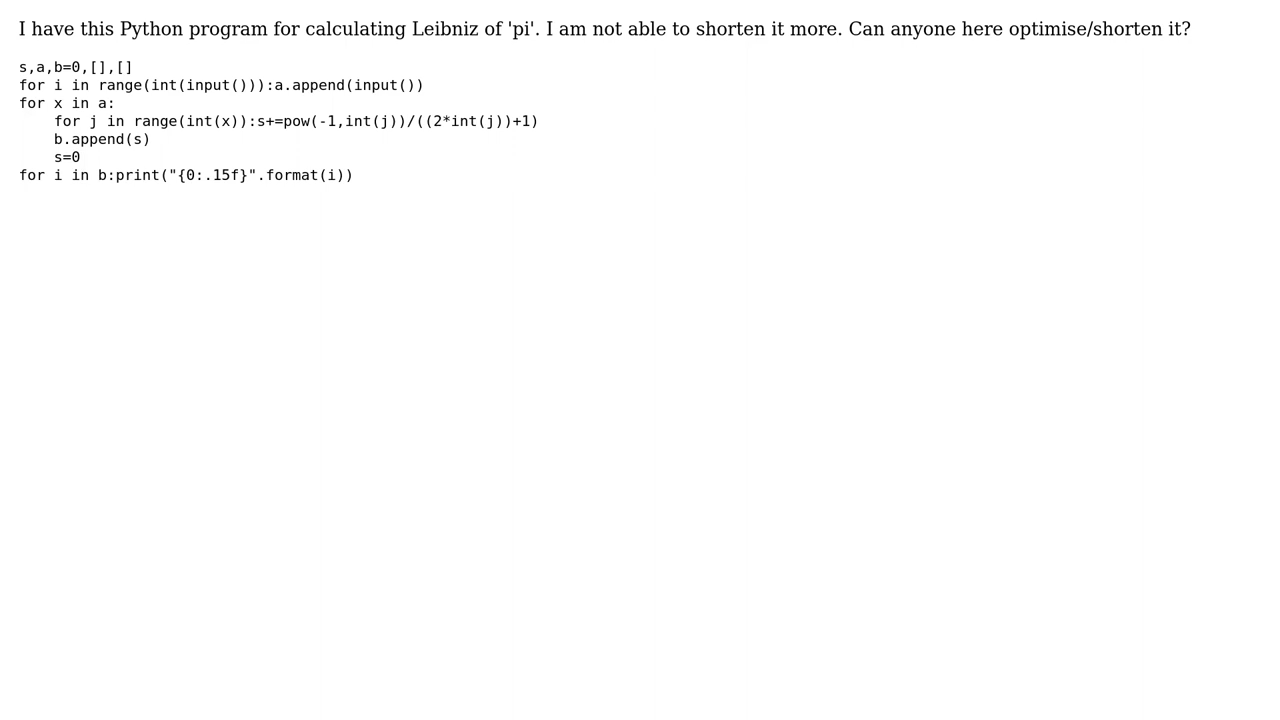 I have this Python program for calculating Leibniz of 'pi'. I am not able to shorten it more. Can anyone here optimise/shorten it?
s,a,b=0,[],[]
for i in range(int(input())):a.append(input())
for x in a:
    for j in range(int(x)):s+=pow(-1,int(j))/((2*int(j))+1)
    b.append(s)
    s=0
for i in b:print("{0:.15f}".format(i))